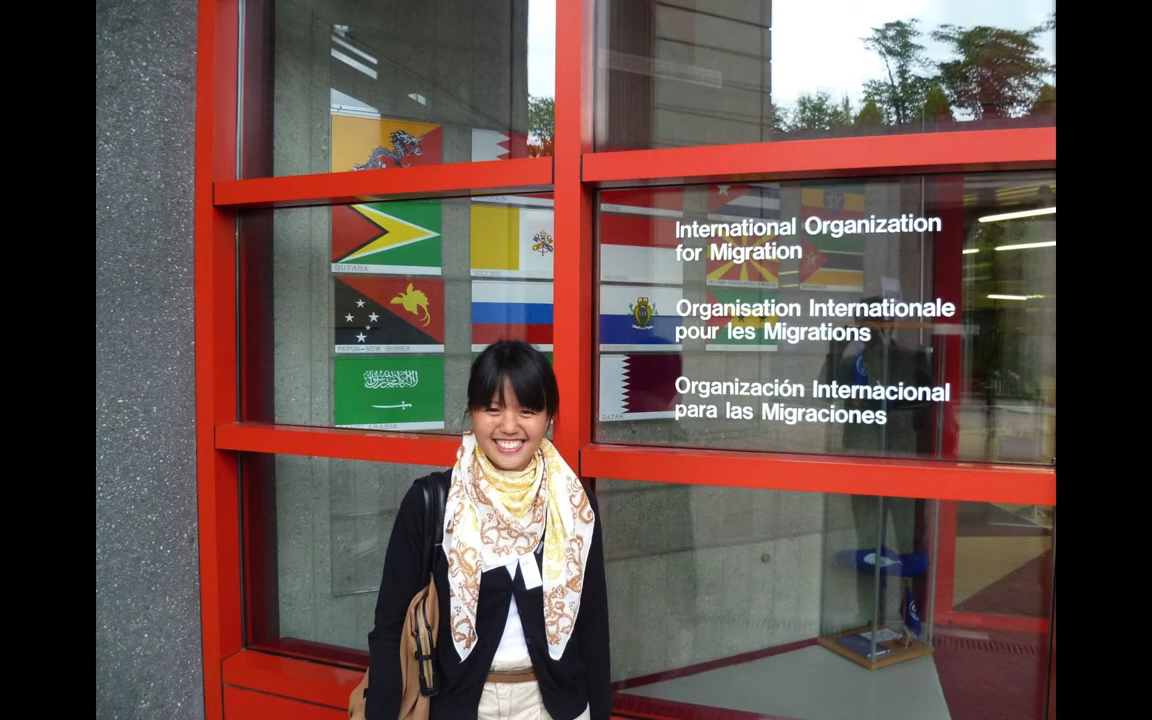 International Organization
for Migration
Organisation Internationale
pour les Migrations
Organización Internacional
para las Migraciones
GUYANA
PAPUA-NEW GUINEA
ARABIA
QATAR